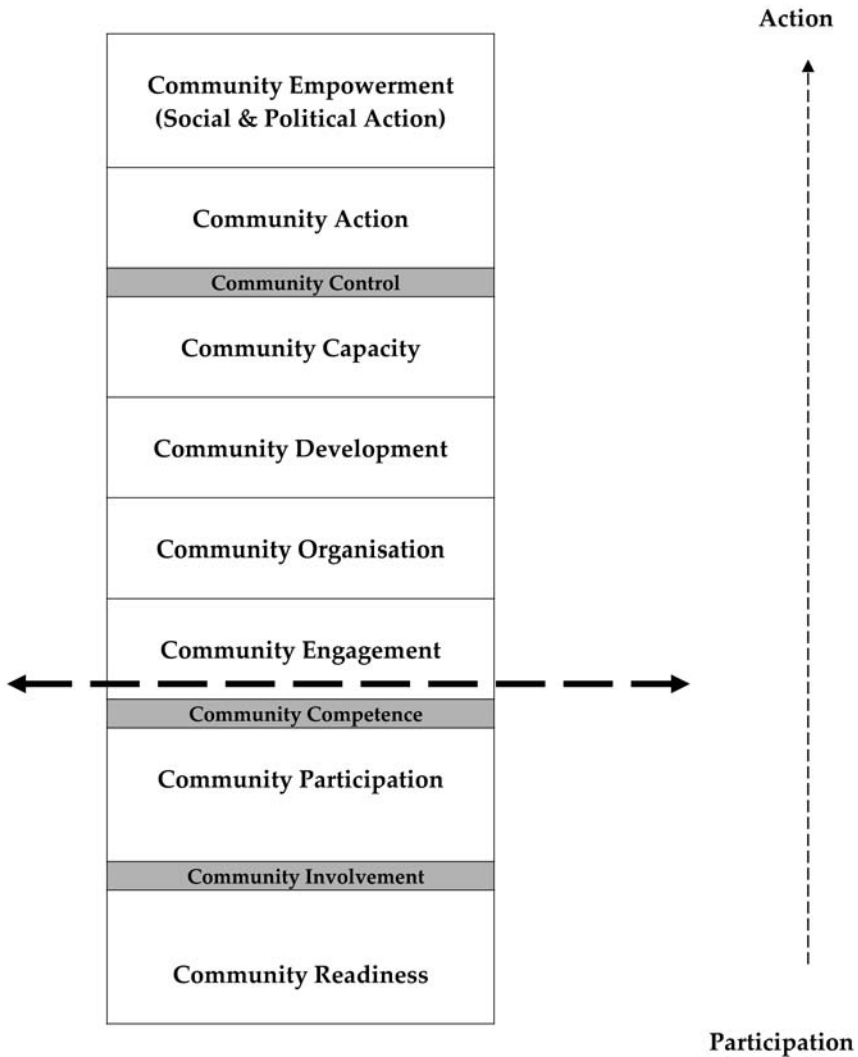 Action
Community Empowerment
(Social & Political Action)
Community Action
Community Control
Community Capacity
Community Development
Community Organisation
Community Engagement
Community Competence
Community Participation
Community Involvement
Community Readiness
Participation